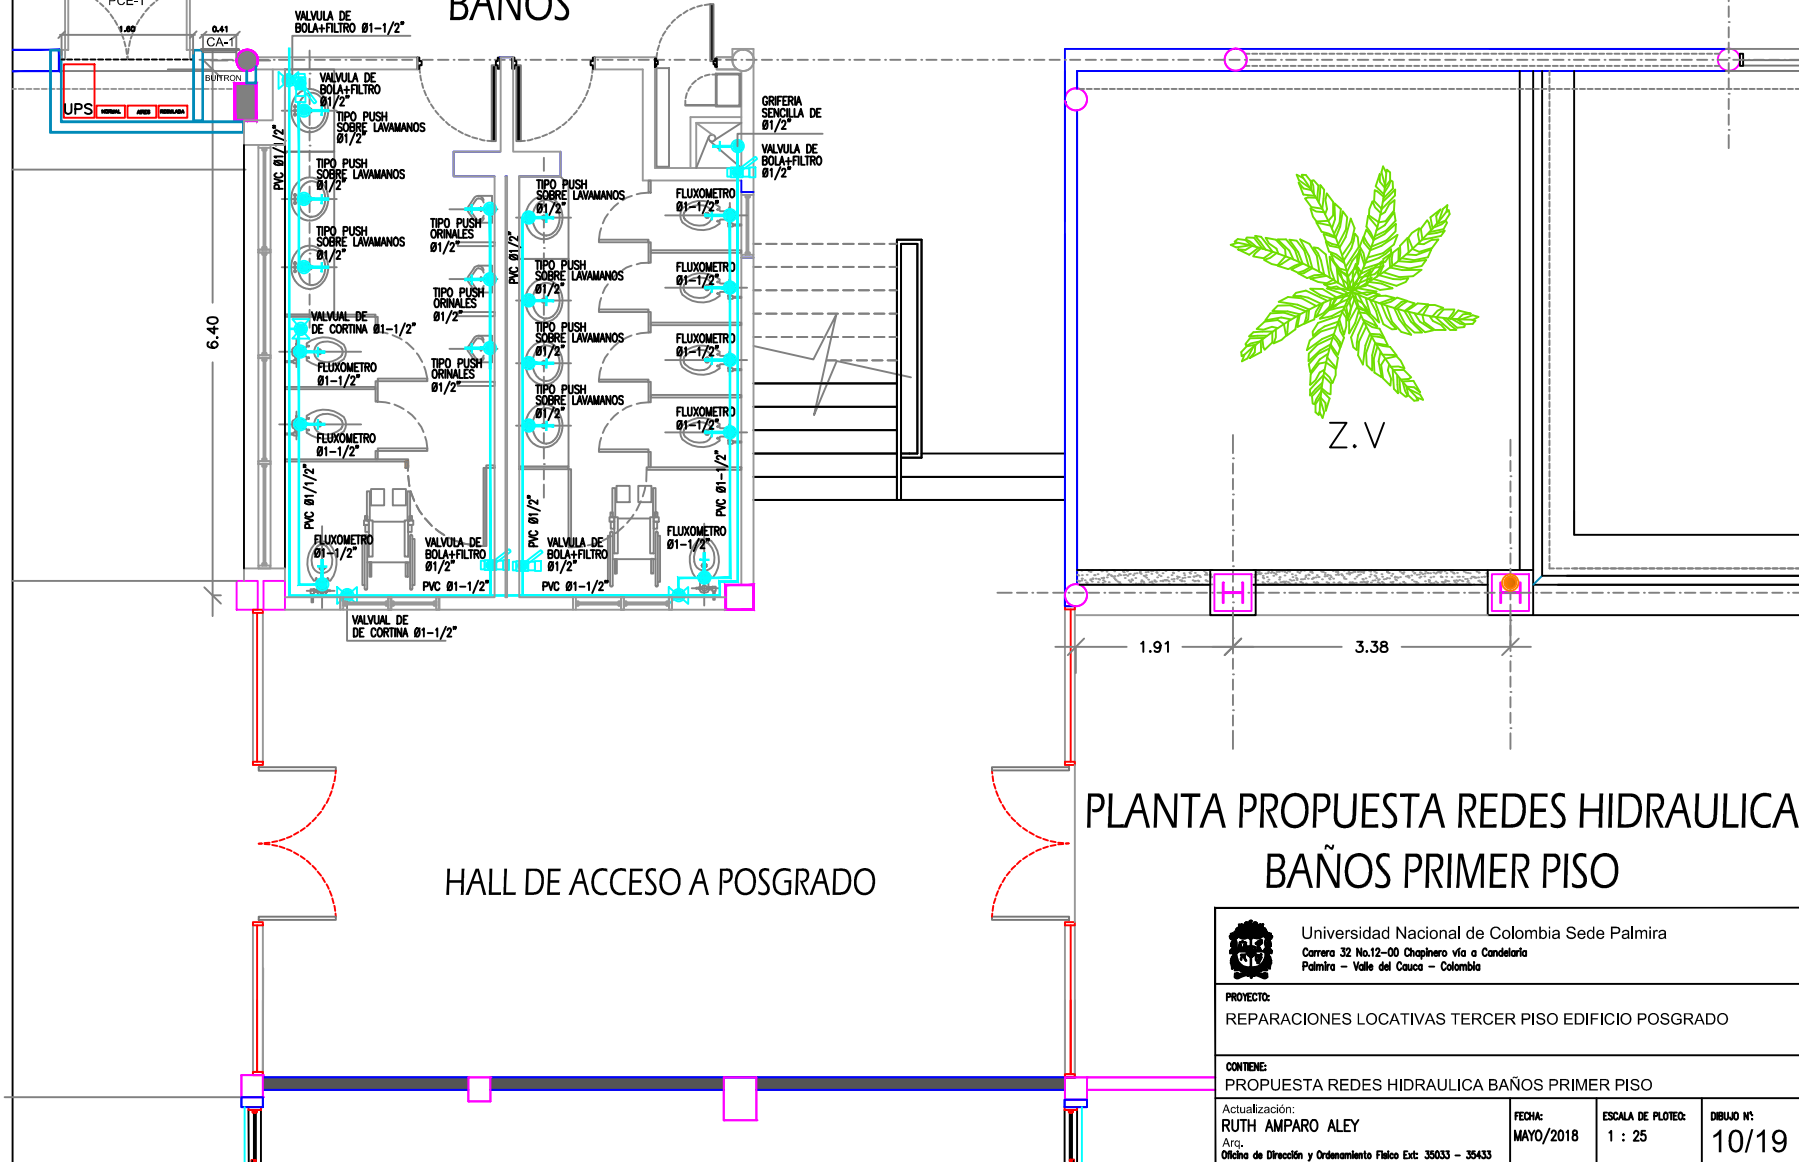 PCE-1
BAÑOS
VALVULA DE
BOLA+FILTRO Ø1-1/2"
1.60
0.41
CA-1
BUITRON
UPS
NORMAL
AIRES
REGULADA
VALVULA DE
BOLA+FILTRO
Ø1/2"
TIPO PUSH
SOBRE LAVAMANOS
Ø1/2"
PVC Ø1/1/2"
TIPO PUSH
SOBRE LAVAMANOS
Ø1/2"
TIPO PUSH
SOBRE LAVAMANOS
Ø1/2"
GRIFERIA
SENCILLA DE
Ø1/2"
VALVULA DE
BOLA+FILTRO
Ø1/2"
TIPO PUSH
ORINALES
Ø1/2"
TIPO PUSH
ORINALES
Ø1/2"
TIPO PUSH
ORINALES
Ø1/2"
PVC Ø1/2"
TIPO PUSH
SOBRE LAVAMANOS
Ø1/2"
TIPO PUSH
SOBRE LAVAMANOS
Ø1/2"
TIPO PUSH
SOBRE LAVAMANOS
Ø1/2"
TIPO PUSH
SOBRE LAVAMANOS
Ø1/2"
FLUXOMETRO
Ø1-1/2"
FLUXOMETRO
Ø1-1/2"
FLUXOMETRO
Ø1-1/2"
FLUXOMETRO
Ø1-1/2"
6.40
VALVUAL DE
DE CORTINA Ø1-1/2"
FLUXOMETRO
Ø1-1/2"
FLUXOMETRO
Ø1-1/2"
PVC Ø1/1/2"
PVC Ø1/2"
PVC Ø1-1/2"
FLUXOMETRO
Ø1-1/2"
VALVULA DE
BOLA+FILTRO
Ø1/2"
VALVULA DE
BOLA+FILTRO
Ø1/2"
FLUXOMETRO
Ø1-1/2"
PVC Ø1-1/2"
PVC Ø1-1/2"
VALVUAL DE
DE CORTINA Ø1-1/2"
Z.V
H
H
1.91
3.38
HALL DE ACCESO A POSGRADO
PLANTA PROPUESTA REDES HIDRAULICA
BAÑOS PRIMER PISO
Universidad Nacional de Colombia Sede Palmira
Carrera 32 No.12-00 Chapinero vía a Candelaria
Palmira - Valle del Cauca - Colombia
PROYECTO:
REPARACIONES LOCATIVAS TERCER PISO EDIFICIO POSGRADO
CONTIENE:
PROPUESTA REDES HIDRAULICA BAÑOS PRIMER PISO
Actualización:
RUTH AMPARO ALEY
Arq.
Oficina de Dirección y Ordenamiento Fisico Ext: 35033 - 35433
FECHA:
MAYO/2018
ESCALA DE PLOTEO:
1 : 25
DIBUJO Nº:
10/19